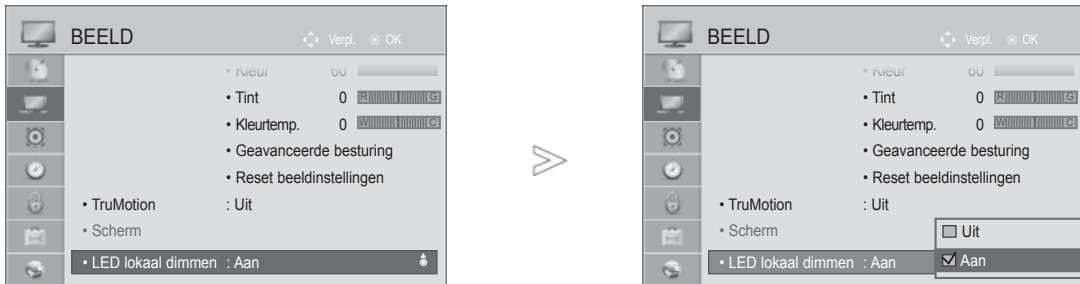 BEELD Verpl. OK
• Kleur 60
• Tint 0 R G
• Kleurtemp. 0 W C
• Geavanceerde besturing
• Reset beeldinstellingen
• TruMotion : Uit
• Scherm
• LED lokaal dimmen : Aan
BEELD Verpl. OK
• Kleur 60
• Tint 0 R G
• Kleurtemp. 0 W C
• Geavanceerde besturing
• Reset beeldinstellingen
• TruMotion : Uit
• Scherm
• LED lokaal dimmen : Aan
Uit
Aan